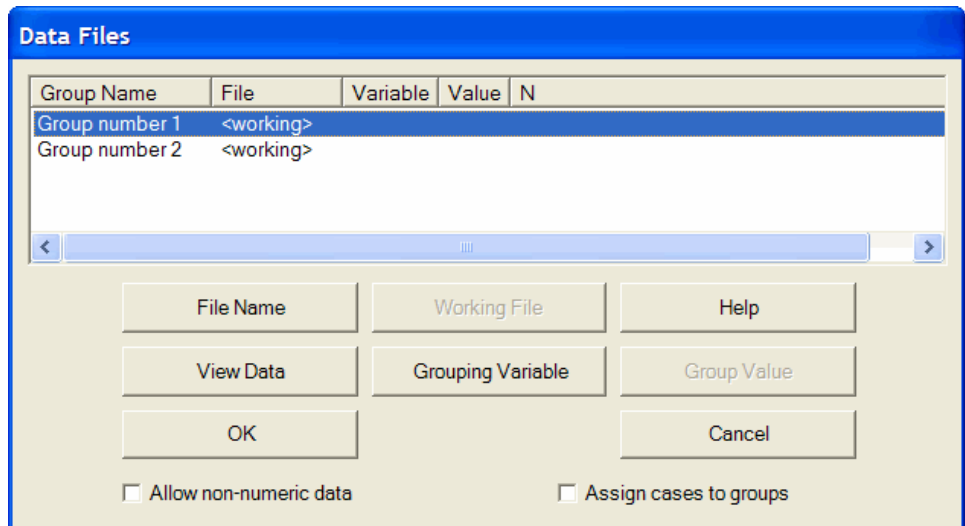 Data Files
Group Name File Variable Value N
Group number 1 <working>
Group number 2 <working>
File Name Working File Help
View Data Grouping Variable Group Value
OK Cancel
Allow non-numeric data Assign cases to groups